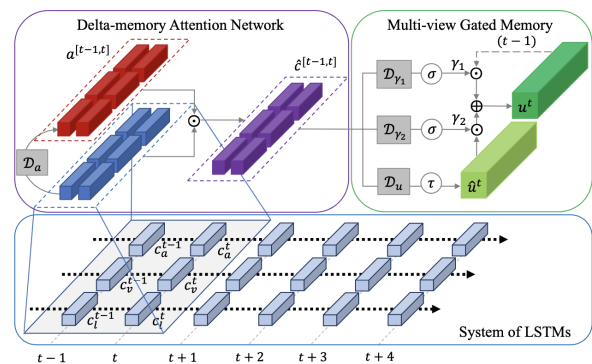 Delta-memory Attention Network
Multi-view Gated Memory
a^{[t-1,t]}
ĉ^{[t-1,t]}
(t-1)
𝒟_{γ₁} σ γ₁ ⊙
u^t
⊙
⊕
𝒟_{γ₂} σ γ₂ ⊙
𝒟_a
𝒟_u τ û^t
c_a^{t-1} c_a^t
c_v^{t-1} c_v^t
c_l^{t-1} c_l^t
System of LSTMs
t-1 t t+1 t+2 t+3 t+4